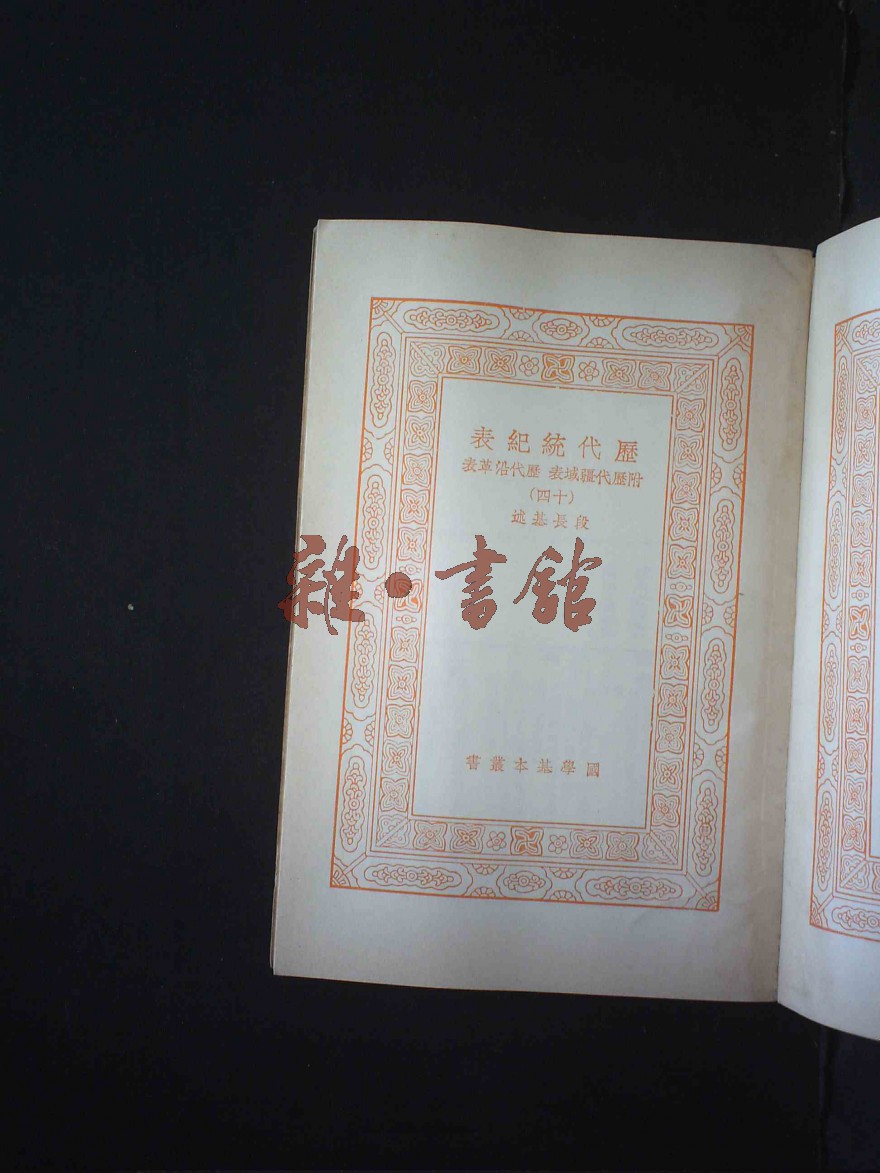 歷代統紀表
附歷代疆域表 歷代沿革表
(十四)
段長基述
雜·書館
國學基本叢書